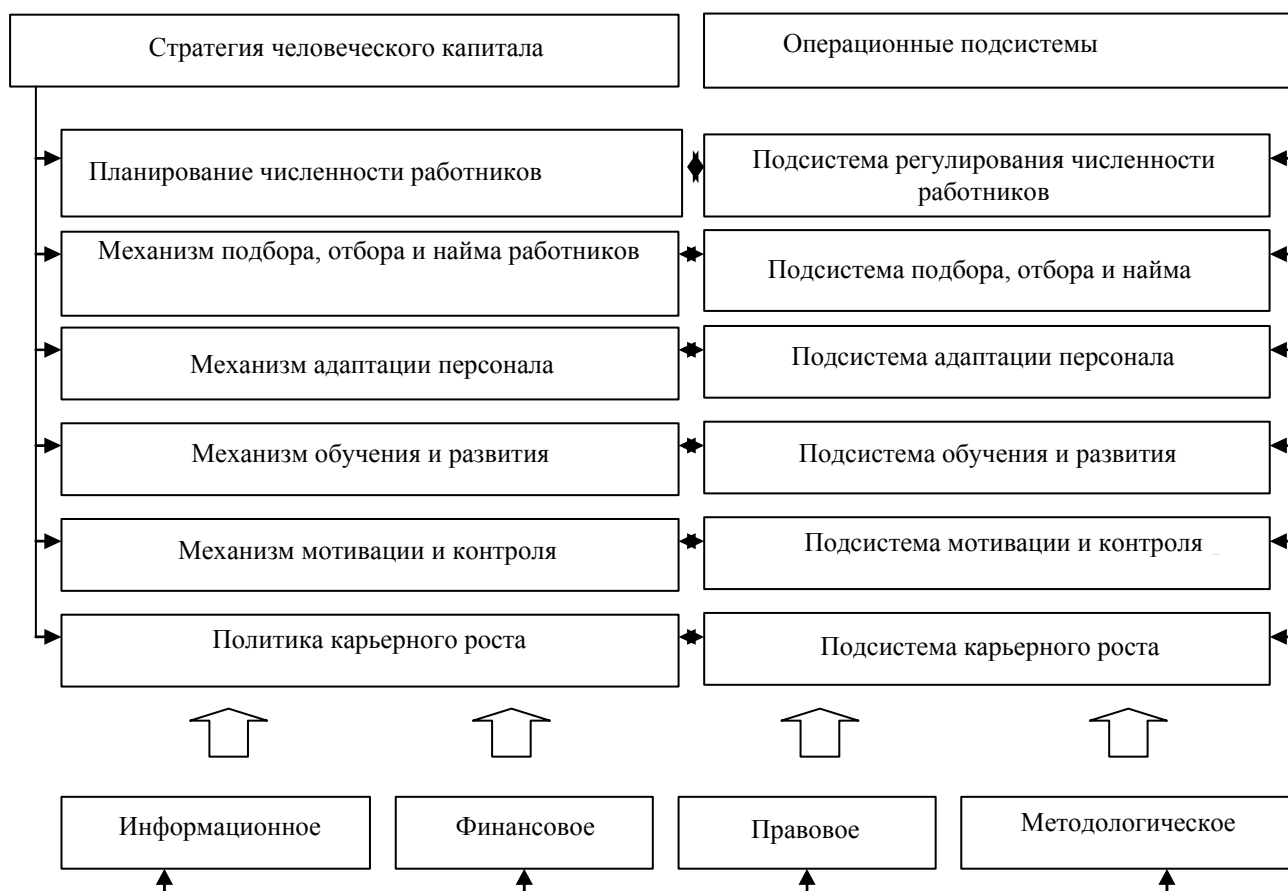 Стратегия человеческого капитала
Операционные подсистемы
Планирование численности работников
Подсистема регулирования численности
работников
Механизм подбора, отбора и найма работников
Подсистема подбора, отбора и найма
Механизм адаптации персонала
Подсистема адаптации персонала
Механизм обучения и развития
Подсистема обучения и развития
Механизм мотивации и контроля
Подсистема мотивации и контроля
Политика карьерного роста
Подсистема карьерного роста
Информационное
Финансовое
Правовое
Методологическое